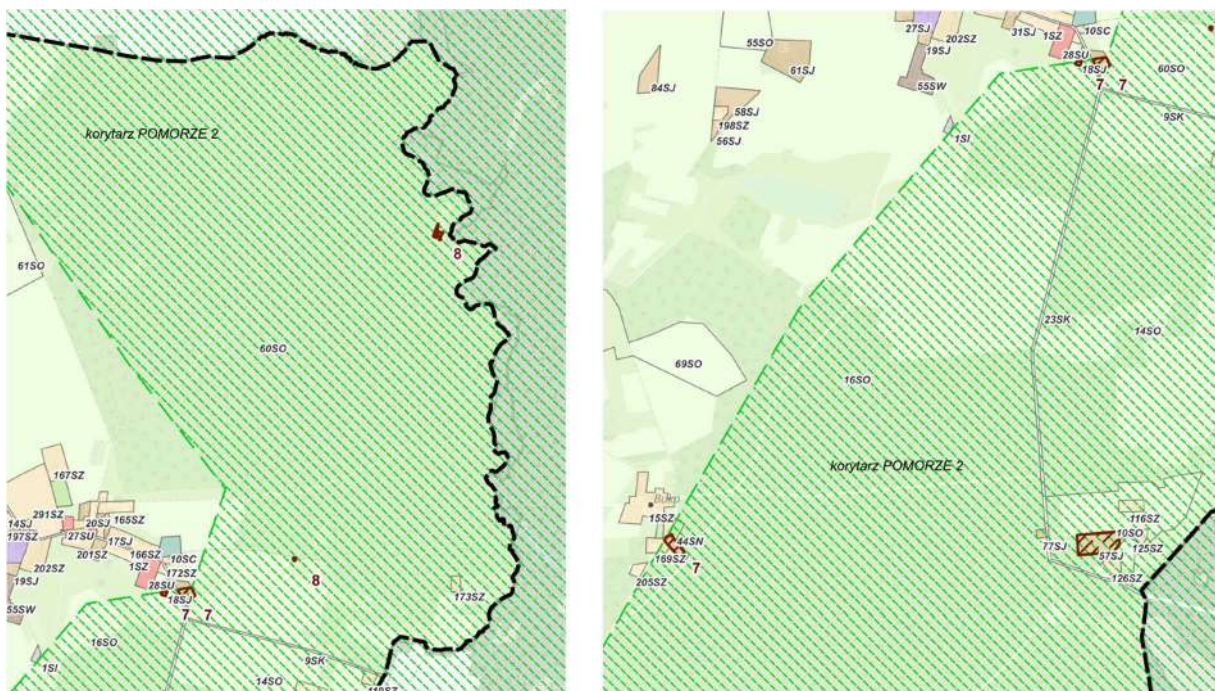 korytarz POMORZE 2
8
61SO
60SO
167SZ
291SZ
20SJ
165SZ
14SJ
197SZ
27SU
17SJ
201SZ
166SZ
10SC
202SZ
1SZ
172SZ
19SJ
28SU
55SW
18SJ
8
173SZ
7 7
16SO
1SI
9SK
14SO
27SJ
55SO
202SZ
31SJ
1SZ
10SC
19SJ
28SU
61SJ
18SJ
60SO
84SJ
55SW
7 7
58SJ
198SZ
9SK
56SJ
1SI
23SK
14SO
69SO
16SO
korytarz POMORZE 2
15SZ
116SZ
10SO
44SN
77SJ
125SZ
57SJ
169SZ
7
205SZ
126SZ